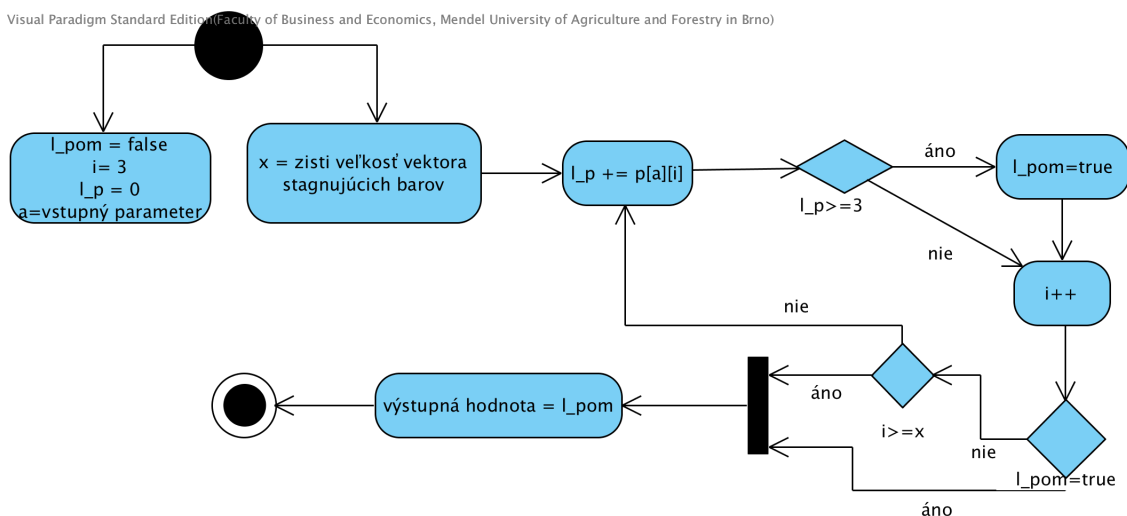 Visual Paradigm Standard Edition(Faculty of Business and Economics, Mendel University of Agriculture and Forestry in Brno)
l_pom = false
i= 3
l_p = 0
a=vstupný parameter
x = zisti veľkosť vektora
stagnujúcich barov
l_p += p[a][i]
l_p>=3
áno
l_pom=true
nie
i++
nie
áno
i>=x
nie
l_pom=true
áno
výstupná hodnota = l_pom